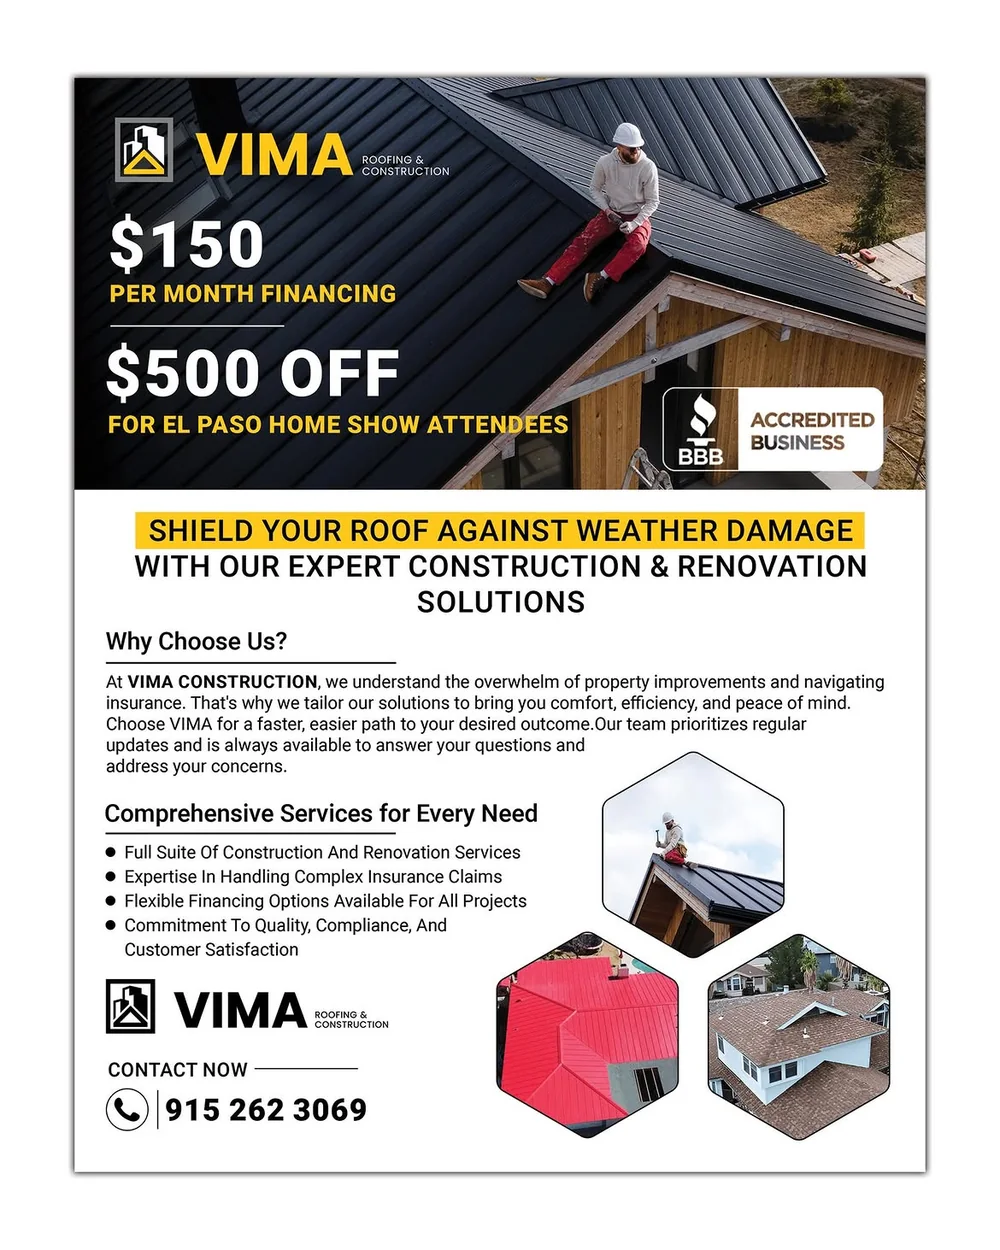 VIMA ROOFING &
CONSTRUCTION
$150
PER MONTH FINANCING
$500 OFF
FOR EL PASO HOME SHOW ATTENDEES
BBB
ACCREDITED
BUSINESS
SHIELD YOUR ROOF AGAINST WEATHER DAMAGE
WITH OUR EXPERT CONSTRUCTION & RENOVATION
SOLUTIONS
Why Choose Us?
At VIMA CONSTRUCTION, we understand the overwhelm of property improvements and navigating
insurance. That's why we tailor our solutions to bring you comfort, efficiency, and peace of mind.
Choose VIMA for a faster, easier path to your desired outcome.Our team prioritizes regular
updates and is always available to answer your questions and
address your concerns.
Comprehensive Services for Every Need
● Full Suite Of Construction And Renovation Services
● Expertise In Handling Complex Insurance Claims
● Flexible Financing Options Available For All Projects
● Commitment To Quality, Compliance, And
Customer Satisfaction
VIMA ROOFING &
CONSTRUCTION
CONTACT NOW
915 262 3069